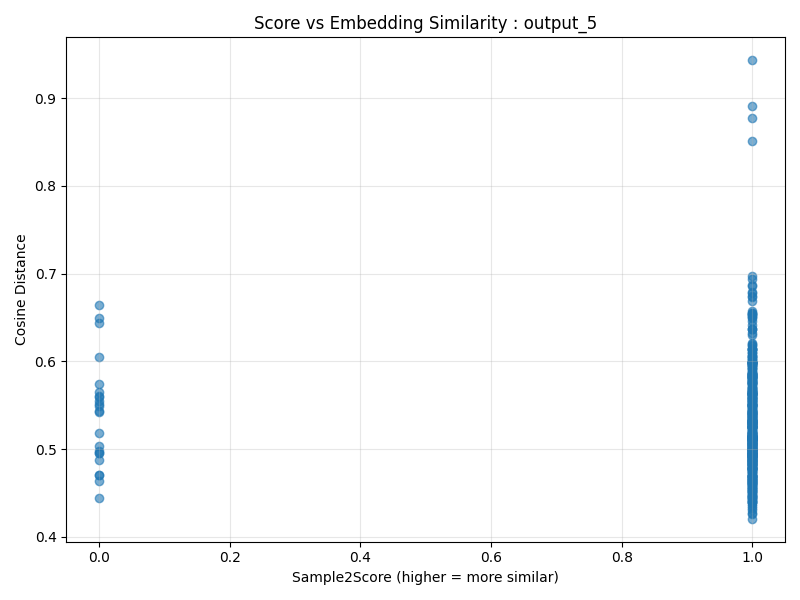 Score vs Embedding Similarity : output_5
Cosine Distance
0.9
0.8
0.7
0.6
0.5
0.4
0.0 0.2 0.4 0.6 0.8 1.0
Sample2Score (higher = more similar)